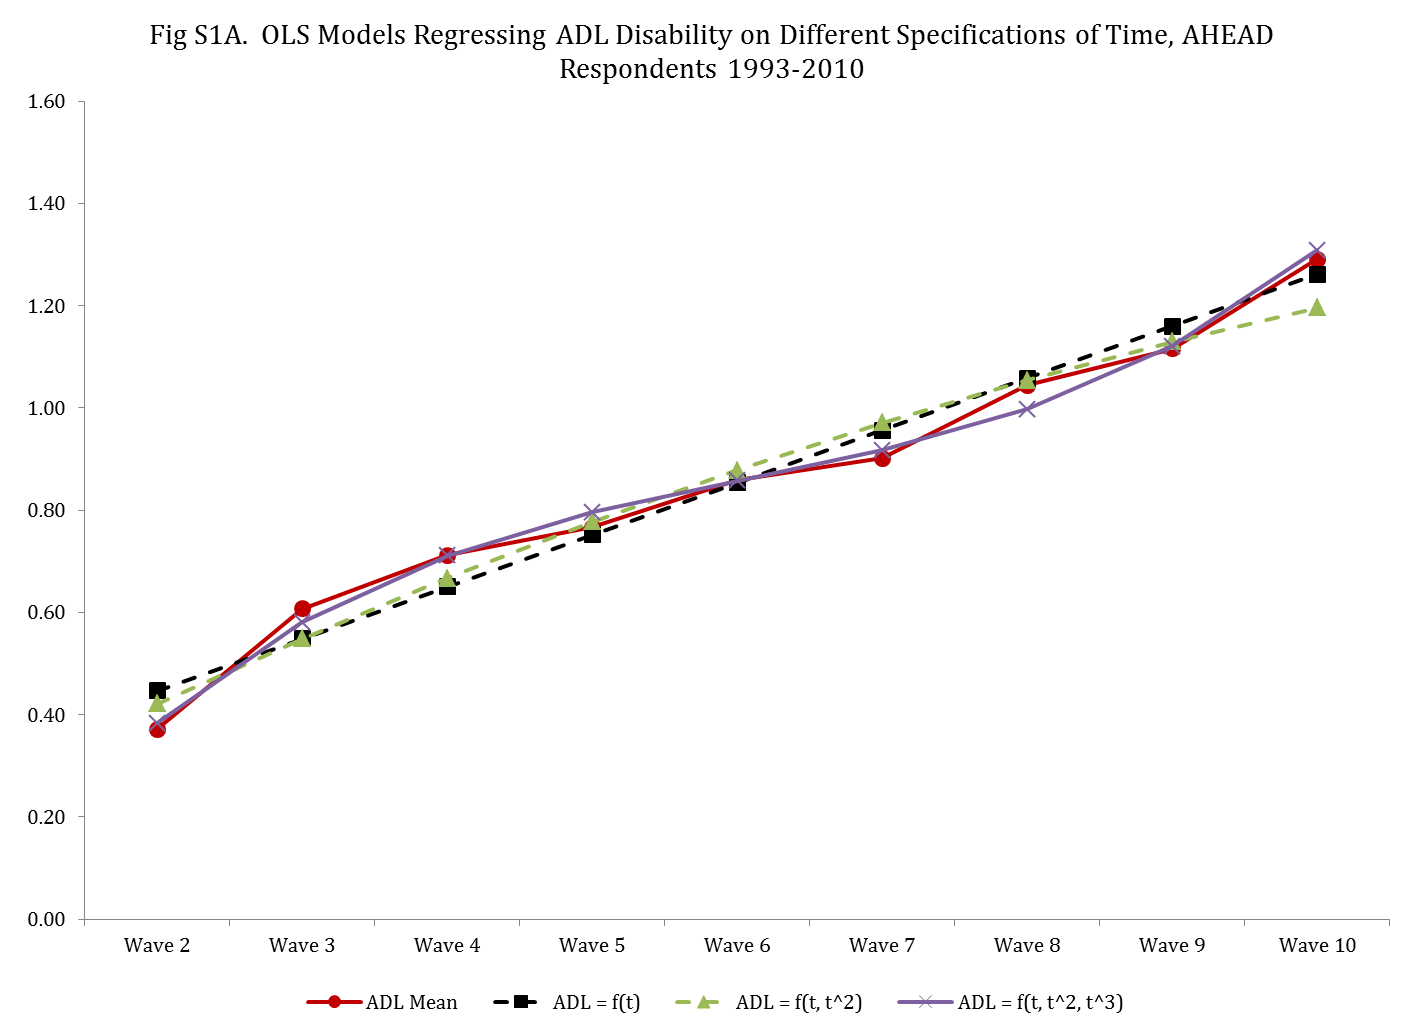 Fig S1A.  OLS Models Regressing ADL Disability on Different Specifications of Time, AHEAD
Respondents 1993-2010
1.60
1.40
1.20
1.00
0.80
0.60
0.40
0.20
0.00
Wave 2 Wave 3 Wave 4 Wave 5 Wave 6 Wave 7 Wave 8 Wave 9 Wave 10
ADL Mean ADL = f(t) ADL = f(t, t^2) ADL = f(t, t^2, t^3)